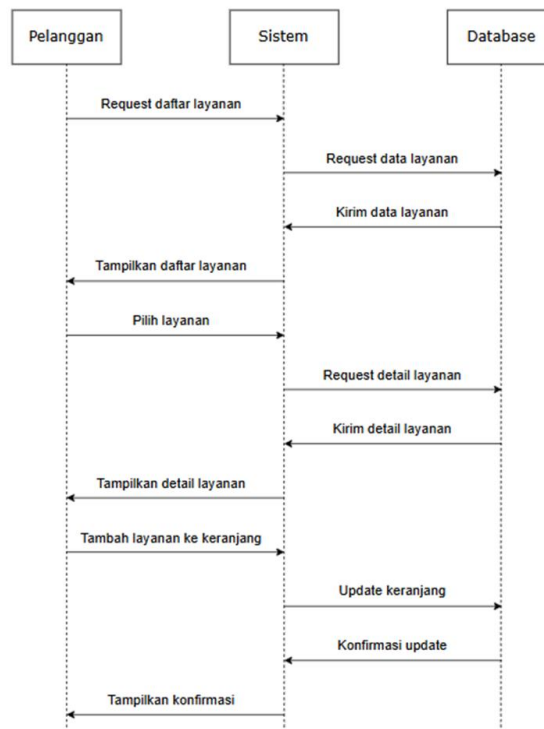 Pelanggan
Sistem
Database
Request daftar layanan
Request data layanan
Kirim data layanan
Tampilkan daftar layanan
Pilih layanan
Request detail layanan
Kirim detail layanan
Tampilkan detail layanan
Tambah layanan ke keranjang
Update keranjang
Konfirmasi update
Tampilkan konfirmasi